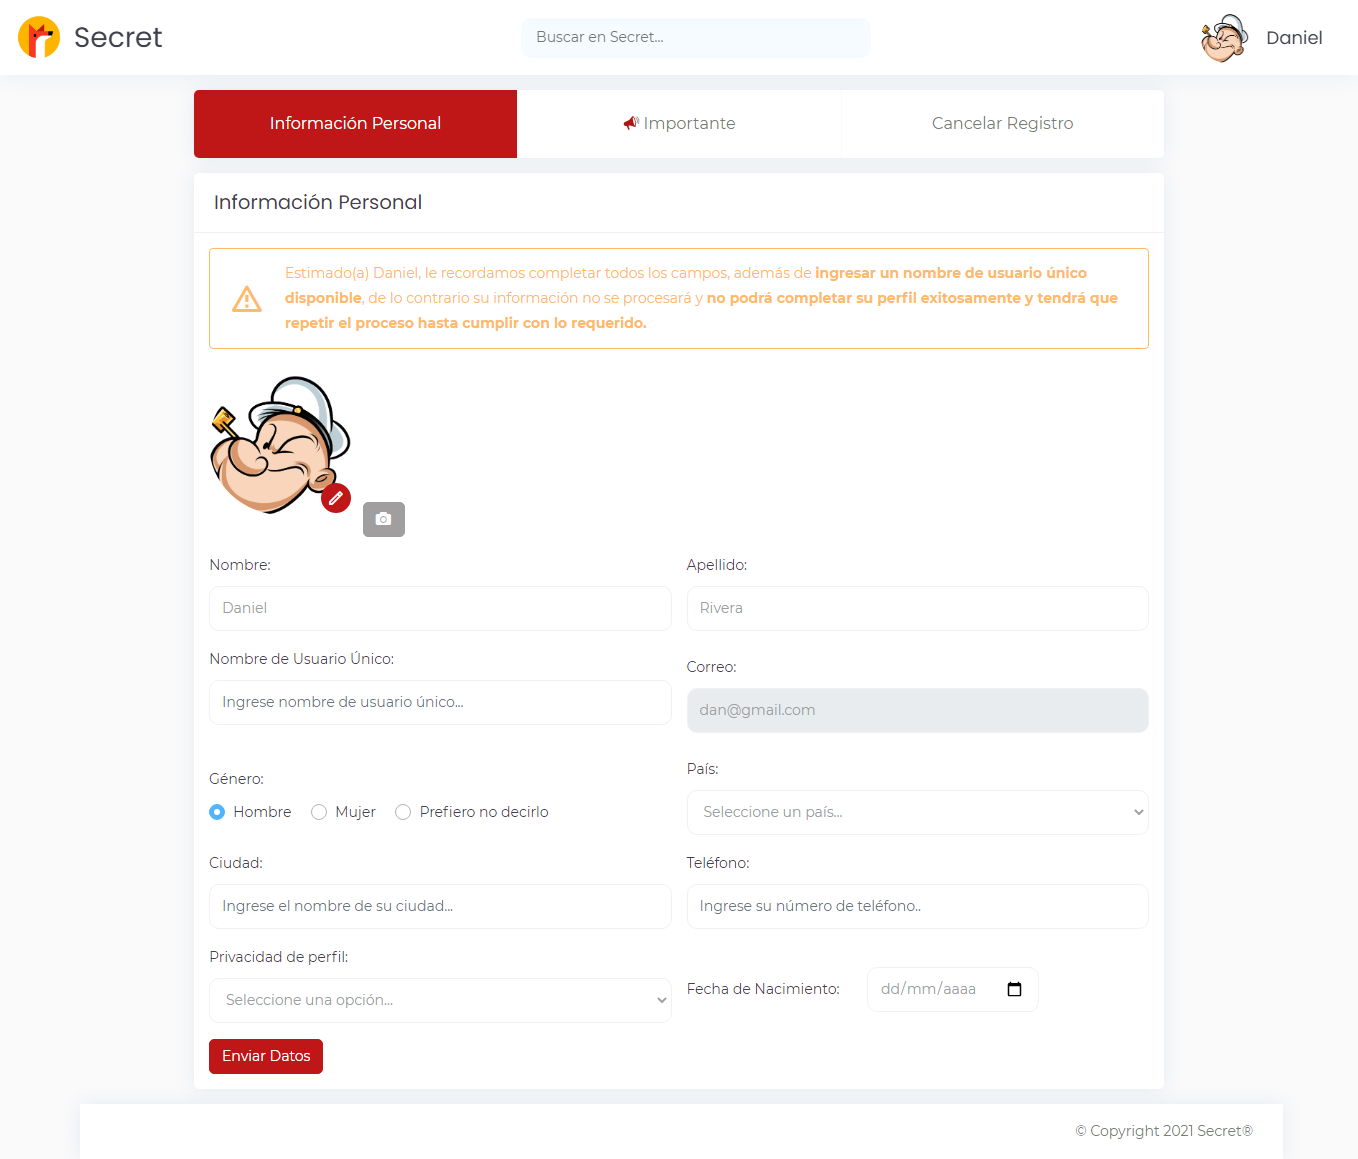 Secret
Buscar en Secret...
Daniel
Información Personal
Importante
Cancelar Registro
Información Personal
Estimado(a) Daniel, le recordamos completar todos los campos, además de ingresar un nombre de usuario único
disponible, de lo contrario su información no se procesará y no podrá completar su perfil exitosamente y tendrá que
repetir el proceso hasta cumplir con lo requerido.
Nombre:
Apellido:
Daniel
Rivera
Nombre de Usuario Único:
Correo:
Ingrese nombre de usuario único...
dan@gmail.com
Género:
País:
Hombre
Mujer
Prefiero no decirlo
Seleccione un país...
Ciudad:
Teléfono:
Ingrese el nombre de su ciudad...
Ingrese su número de teléfono..
Privacidad de perfil:
Seleccione una opción...
Fecha de Nacimiento:
dd/mm/aaaa
Enviar Datos
© Copyright 2021 Secret®